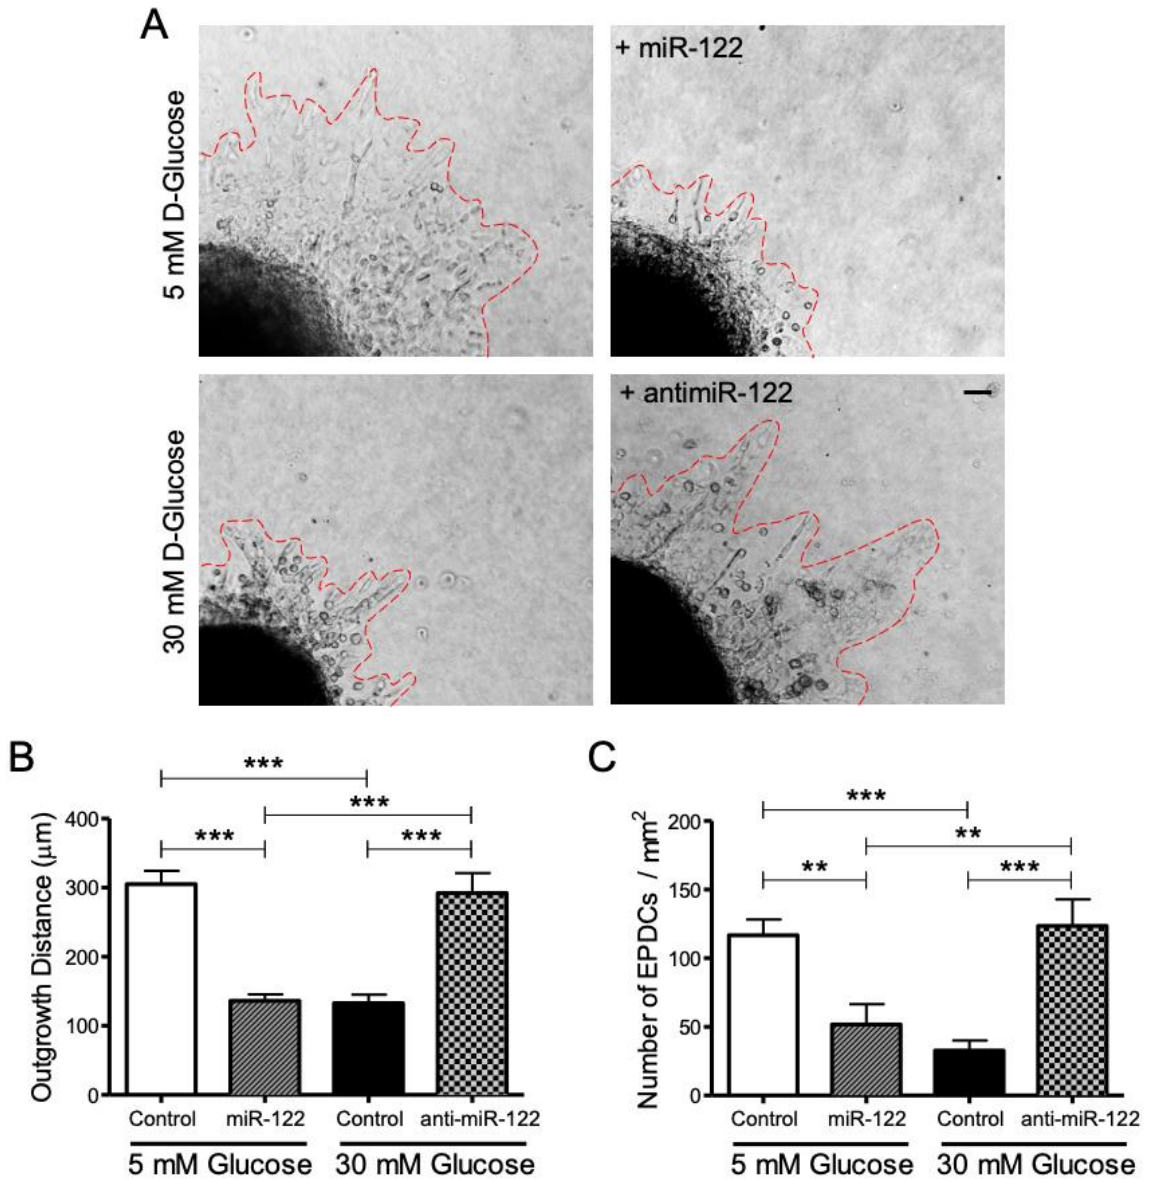 A
5 mM D-Glucose
+ miR-122
30 mM D-Glucose
+ antimiR-122
B
Outgrowth Distance (μm)
400
300
200
100
0
***
***
***
***
Control
miR-122
Control
anti-miR-122
5 mM Glucose
30 mM Glucose
C
Number of EPDCs / mm²
200
150
100
50
0
***
**
**
***
Control
miR-122
Control
anti-miR-122
5 mM Glucose
30 mM Glucose